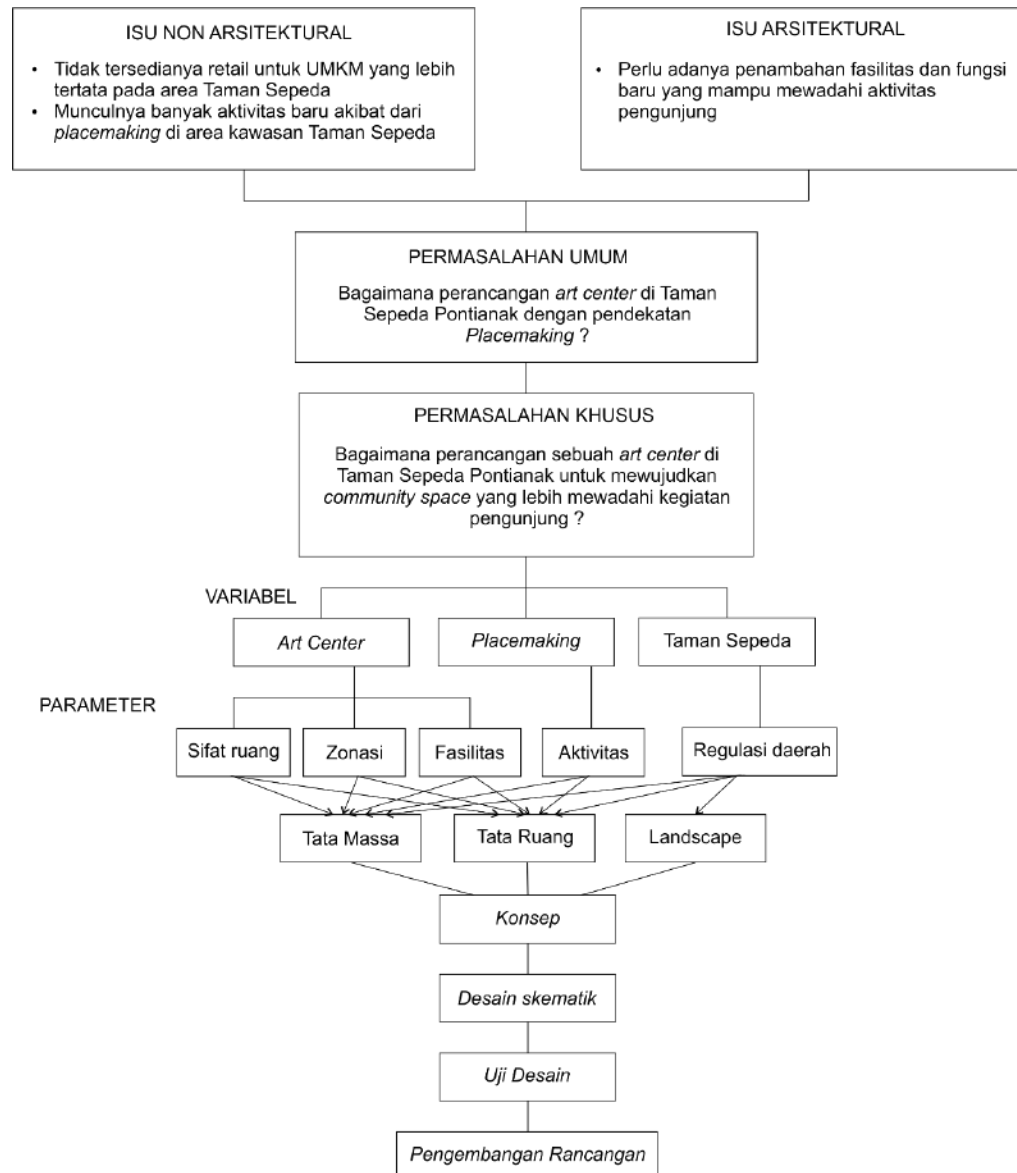 ISU NON ARSITEKTURAL
• Tidak tersedianya retail untuk UMKM yang lebih
tertata pada area Taman Sepeda
• Munculnya banyak aktivitas baru akibat dari
placemaking di area kawasan Taman Sepeda
ISU ARSITEKTURAL
• Perlu adanya penambahan fasilitas dan fungsi
baru yang mampu mewadahi aktivitas
pengunjung
PERMASALAHAN UMUM
Bagaimana perancangan art center di Taman
Sepeda Pontianak dengan pendekatan
Placemaking ?
PERMASALAHAN KHUSUS
Bagaimana perancangan sebuah art center di
Taman Sepeda Pontianak untuk mewujudkan
community space yang lebih mewadahi kegiatan
pengunjung ?
VARIABEL
Art Center
Placemaking
Taman Sepeda
PARAMETER
Sifat ruang
Zonasi
Fasilitas
Aktivitas
Regulasi daerah
Tata Massa
Tata Ruang
Landscape
Konsep
Desain skematik
Uji Desain
Pengembangan Rancangan